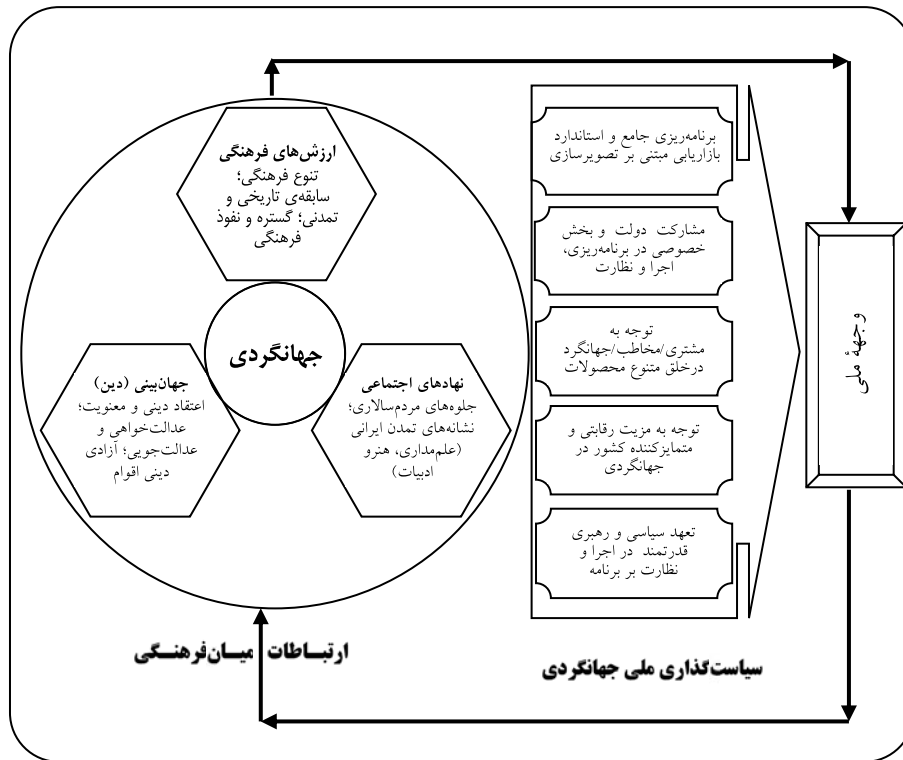 ارزش‌های فرهنگی
تنوع فرهنگی؛
سابقه‌ی تاریخی و
تمدنی؛ گستره و نفوذ
فرهنگی
جهانگردی
نهادهای اجتماعی
جلوه‌های مردم‌سالاری؛
نشانه‌های تمدن ایرانی
(علم‌مداری، هنرو
ادبیات)
جهان‌بینی (دین)
اعتقاد دینی و معنویت؛
عدالت‌خواهی و
عدالت‌جویی؛ آزادی
دینی اقوام
برنامه‌ریزی جامع و استاندارد
بازاریابی مبتنی بر تصویرسازی
مشارکت دولت و بخش
خصوصی در برنامه‌ریزی،
اجرا و نظارت
توجه به
مشتری/مخاطب/جهانگرد
درخلق متنوع محصولات
توجه به مزیت رقابتی و
متمایزکننده کشور در
جهانگردی
تعهد سیاسی و رهبری
قدرتمند در اجرا و
نظارت بر برنامه
وجههٔ ملی
ارتبـاطات میـان‌فرهنـگی
سیاست‌گذاری ملی جهانگردی